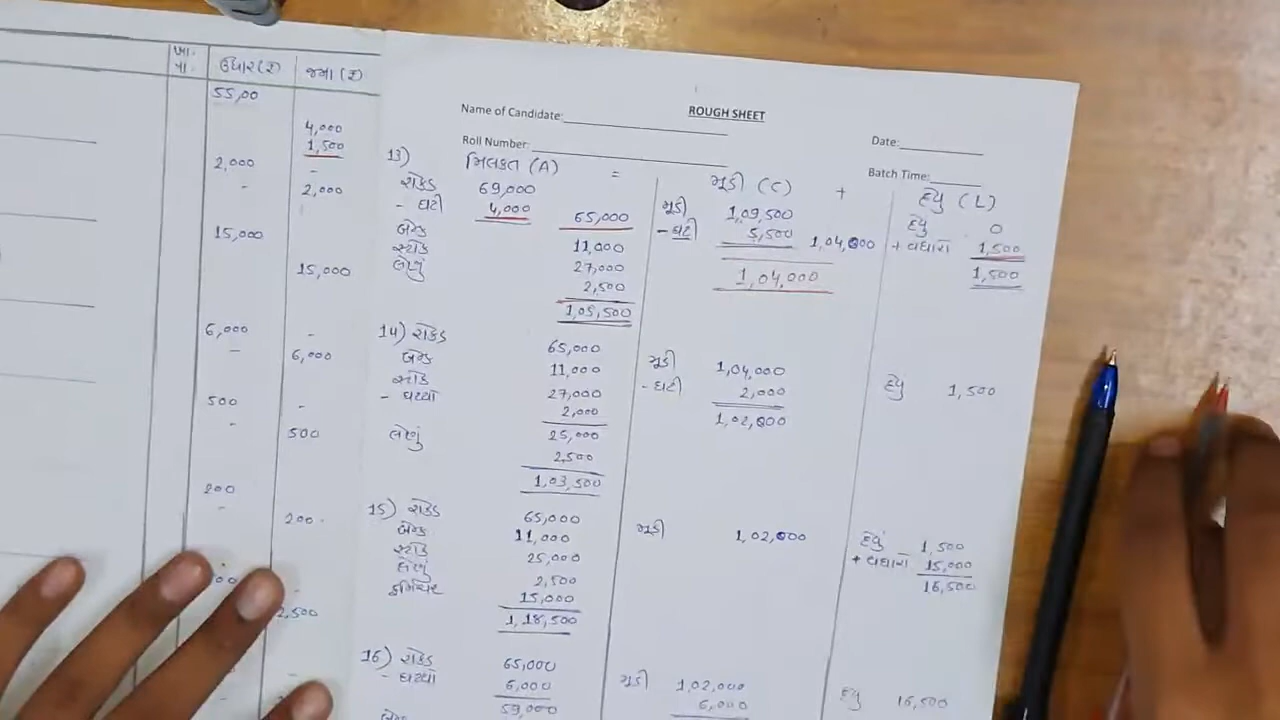 ખા. પા. ઉધાર(₹) જમા (₹)
55,00
4,000
1,500
2,000 -
- 2,000
15,000
15,000
6,000 -
- 6,000
500 -
- 500
200 -
- 200
2,500
ROUGH SHEET
Name of Candidate:
Date:
Roll Number:
Batch Time:
13) મિલકત (A) = મૂડી (C) + દેવું (L)
રોકડ 69,000 મૂડી 1,09,500 દેવું 0
- ઘટી 4,000 65,000 - ઘટી 5,500 1,04,000 + વધારો 1,500
બેન્ક 11,000 1,04,000 1,500
સ્ટોક 27,000
લેણું 2,500
1,05,500
14) રોકડ 65,000 મૂડી 1,04,000 દેવું 1,500
બેન્ક 11,000 - ઘટી 2,000
સ્ટોક 27,000 1,02,000
- ઘટયો 2,000
25,000
લેણું 2,500
1,03,500
15) રોકડ 65,000 મૂડી 1,02,000 દેવું 1,500
બેન્ક 11,000 + વધારો 15,000
સ્ટોક 25,000 16,500
લેણું 2,500
ફર્નિચર 15,000
1,18,500
16) રોકડ 65,000 મૂડી 1,02,000 દેવું 16,500
- ઘટયો 6,000 6,000
59,000
બેન્ક